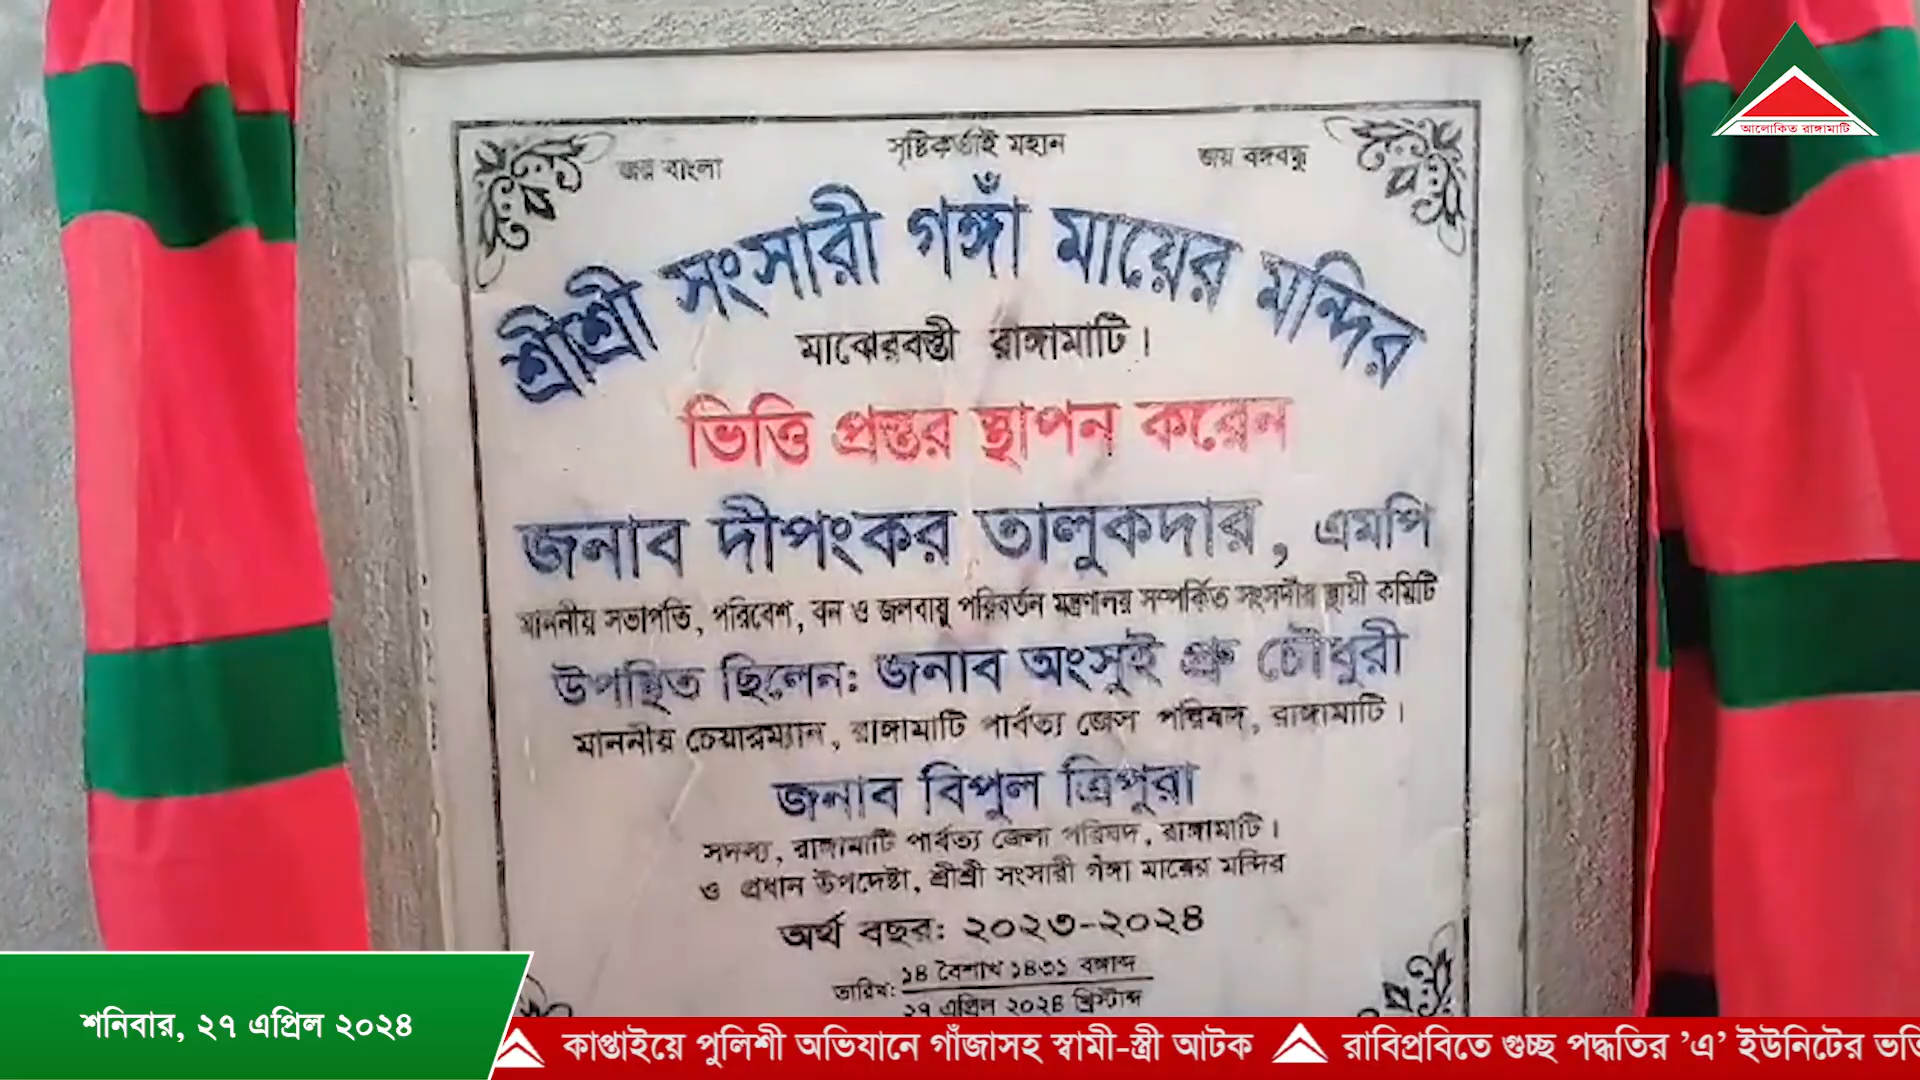 আলোকিত রাঙ্গামাটি
জয় বাংলা
সৃষ্টিকর্তাই মহান
জয় বঙ্গবন্ধু
শ্রীশ্রী সংসারী গঙ্গাঁ মায়ের মন্দির
মাঝেরবস্তী রাঙ্গামাটি।
ভিত্তি প্রস্তর স্থাপন করেন
জনাব দীপংকর তালুকদার, এমপি
মাননীয় সভাপতি, পরিবেশ, বন ও জলবায়ু পরিবর্তন মন্ত্রণালয় সম্পর্কিত সংসদীয় স্থায়ী কমিটি
উপস্থিত ছিলেন: জনাব অংসুই প্রু চৌধুরী
মাননীয় চেয়ারম্যান, রাঙ্গামাটি পার্বত্য জেলা পরিষদ, রাঙ্গামাটি।
জনাব বিপুল ত্রিপুরা
সদস্য, রাঙ্গামাটি পার্বত্য জেলা পরিষদ, রাঙ্গামাটি।
ও প্রধান উপদেষ্টা, শ্রীশ্রী সংসারী গঁঙ্গা মায়ের মন্দির
অর্থ বছর: ২০২৩-২০২৪
তারিখ: ১৪ বৈশাখ ১৪৩১ বঙ্গাব্দ
২৭ এপ্রিল ২০২৪ খ্রিস্টাব্দ
শনিবার, ২৭ এপ্রিল ২০২৪
কাপ্তাইয়ে পুলিশী অভিযানে গাঁজাসহ স্বামী-স্ত্রী আটক রাবিপ্রবিতে গুচ্ছ পদ্ধতির ’এ’ ইউনিটের